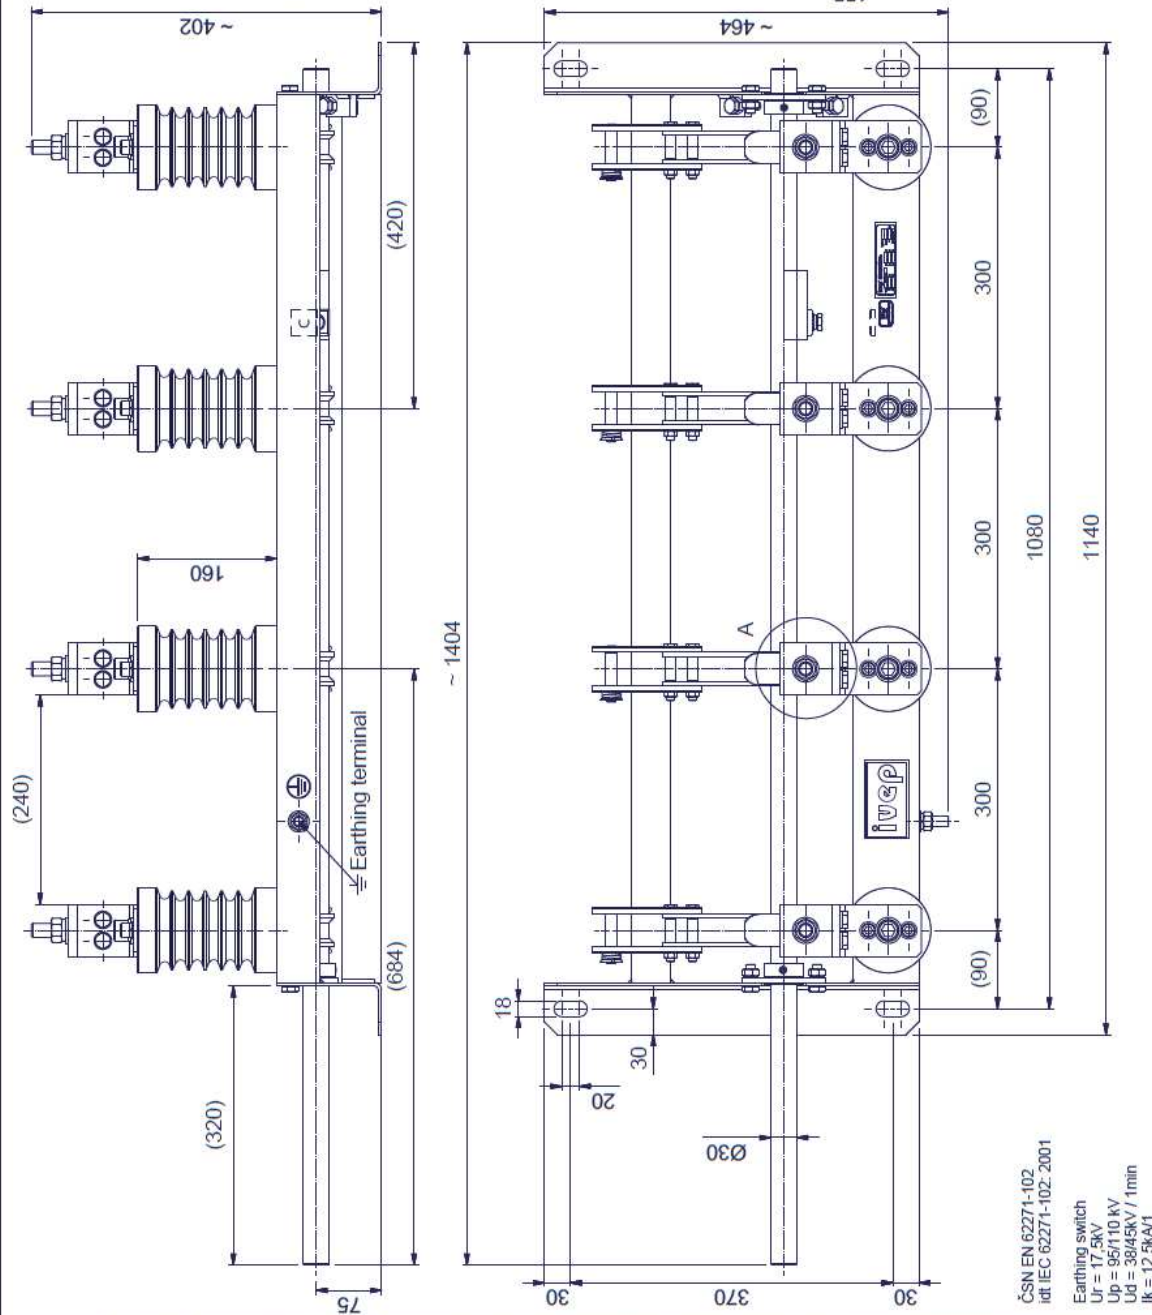 ~ 402
(420)
C
160
(240)
Earthing terminal
(684)
(320)
75
~ 1404
~ 464
(90)
300
300
A
300
ivep
(90)
1080
1140
18
30
20
Ø30
30
370
30
ČSN EN 62271-102
idt IEC 62271-102: 2001
Earthing switch
Ur = 17,5kV
Up = 95/110 kV
Ud = 38/45kV / 1min